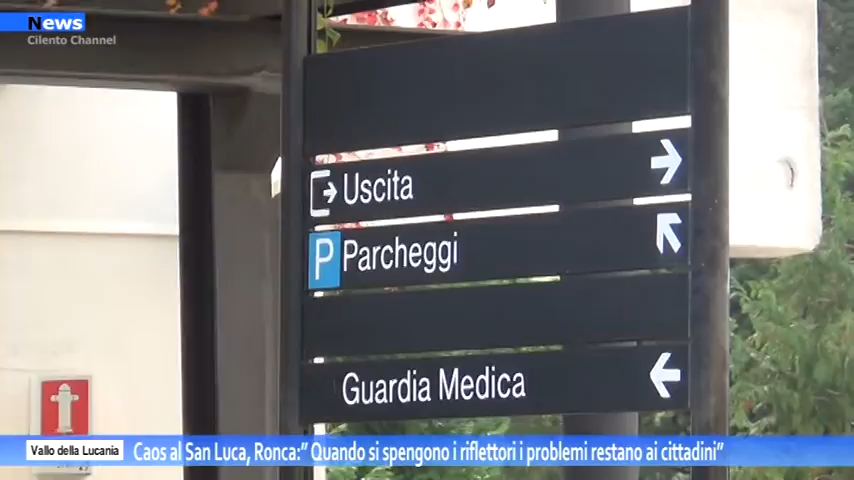 News
Cilento Channel
Uscita
P Parcheggi
Guardia Medica
Vallo della Lucania
Caos al San Luca, Ronca:” Quando si spengono i riflettori i problemi restano ai cittadini”